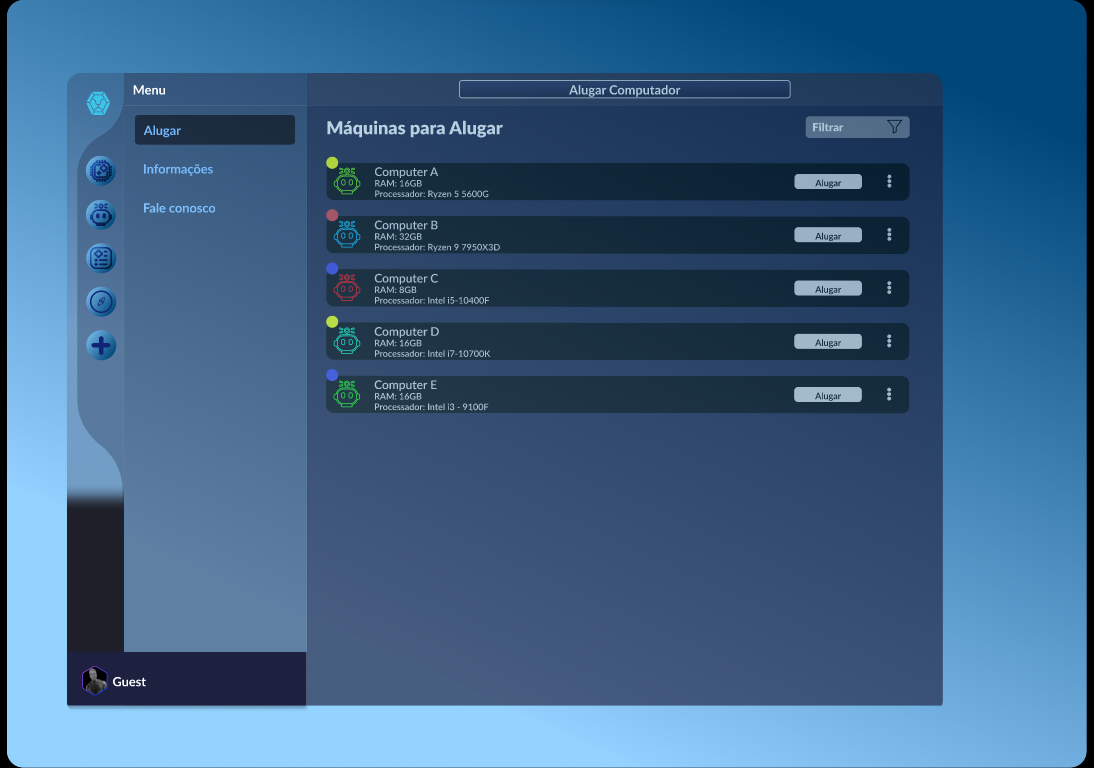 Menu
Alugar Computador
Alugar
Informações
Fale conosco
Máquinas para Alugar
Filtrar
Computer A
RAM: 16GB
Processador: Ryzen 5 5600G
Alugar
Computer B
RAM: 32GB
Processador: Ryzen 9 7950X3D
Alugar
Computer C
RAM: 8GB
Processador: Intel i5-10400F
Alugar
Computer D
RAM: 16GB
Processador: Intel i7-10700K
Alugar
Computer E
RAM: 16GB
Processador: Intel i3 - 9100F
Alugar
Guest